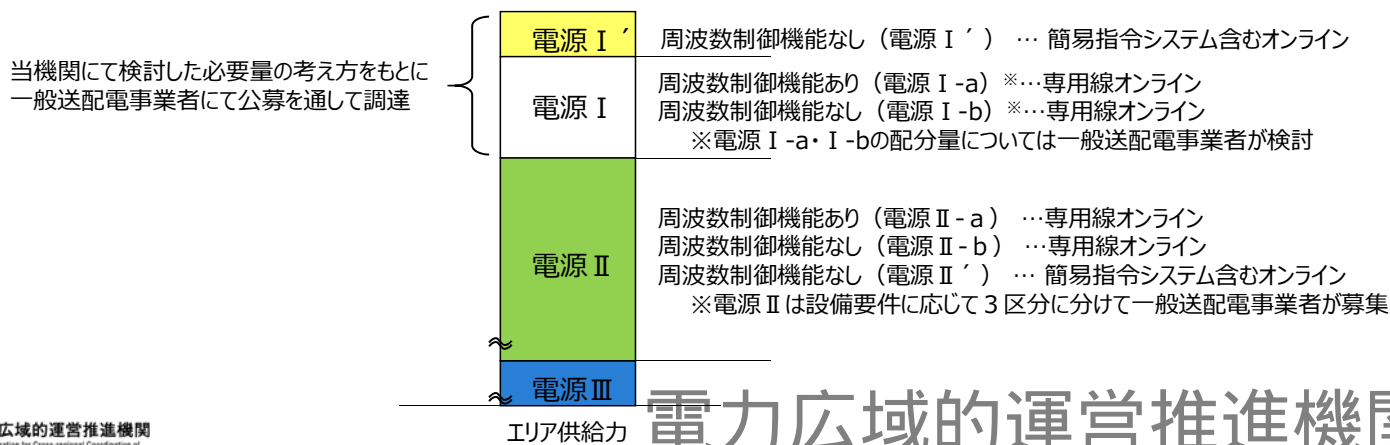 電源Ⅰ´
周波数制御機能なし（電源Ⅰ´） … 簡易指令システム含むオンライン
当機関にて検討した必要量の考え方をもとに
一般送配電事業者にて公募を通して調達
電源Ⅰ
周波数制御機能あり（電源Ⅰ-a）※…専用線オンライン
周波数制御機能なし（電源Ⅰ-b）※…専用線オンライン
※電源Ⅰ-a・Ⅰ-bの配分量については一般送配電事業者が検討
電源Ⅱ
周波数制御機能あり（電源Ⅱ-a） …専用線オンライン
周波数制御機能なし（電源Ⅱ-b） …専用線オンライン
周波数制御機能なし（電源Ⅱ´） … 簡易指令システム含むオンライン
※電源Ⅱは設備要件に応じて３区分に分けて一般送配電事業者が募集
電源Ⅲ
エリア供給力
広域的運営推進機関
電力広域的運営推進機関